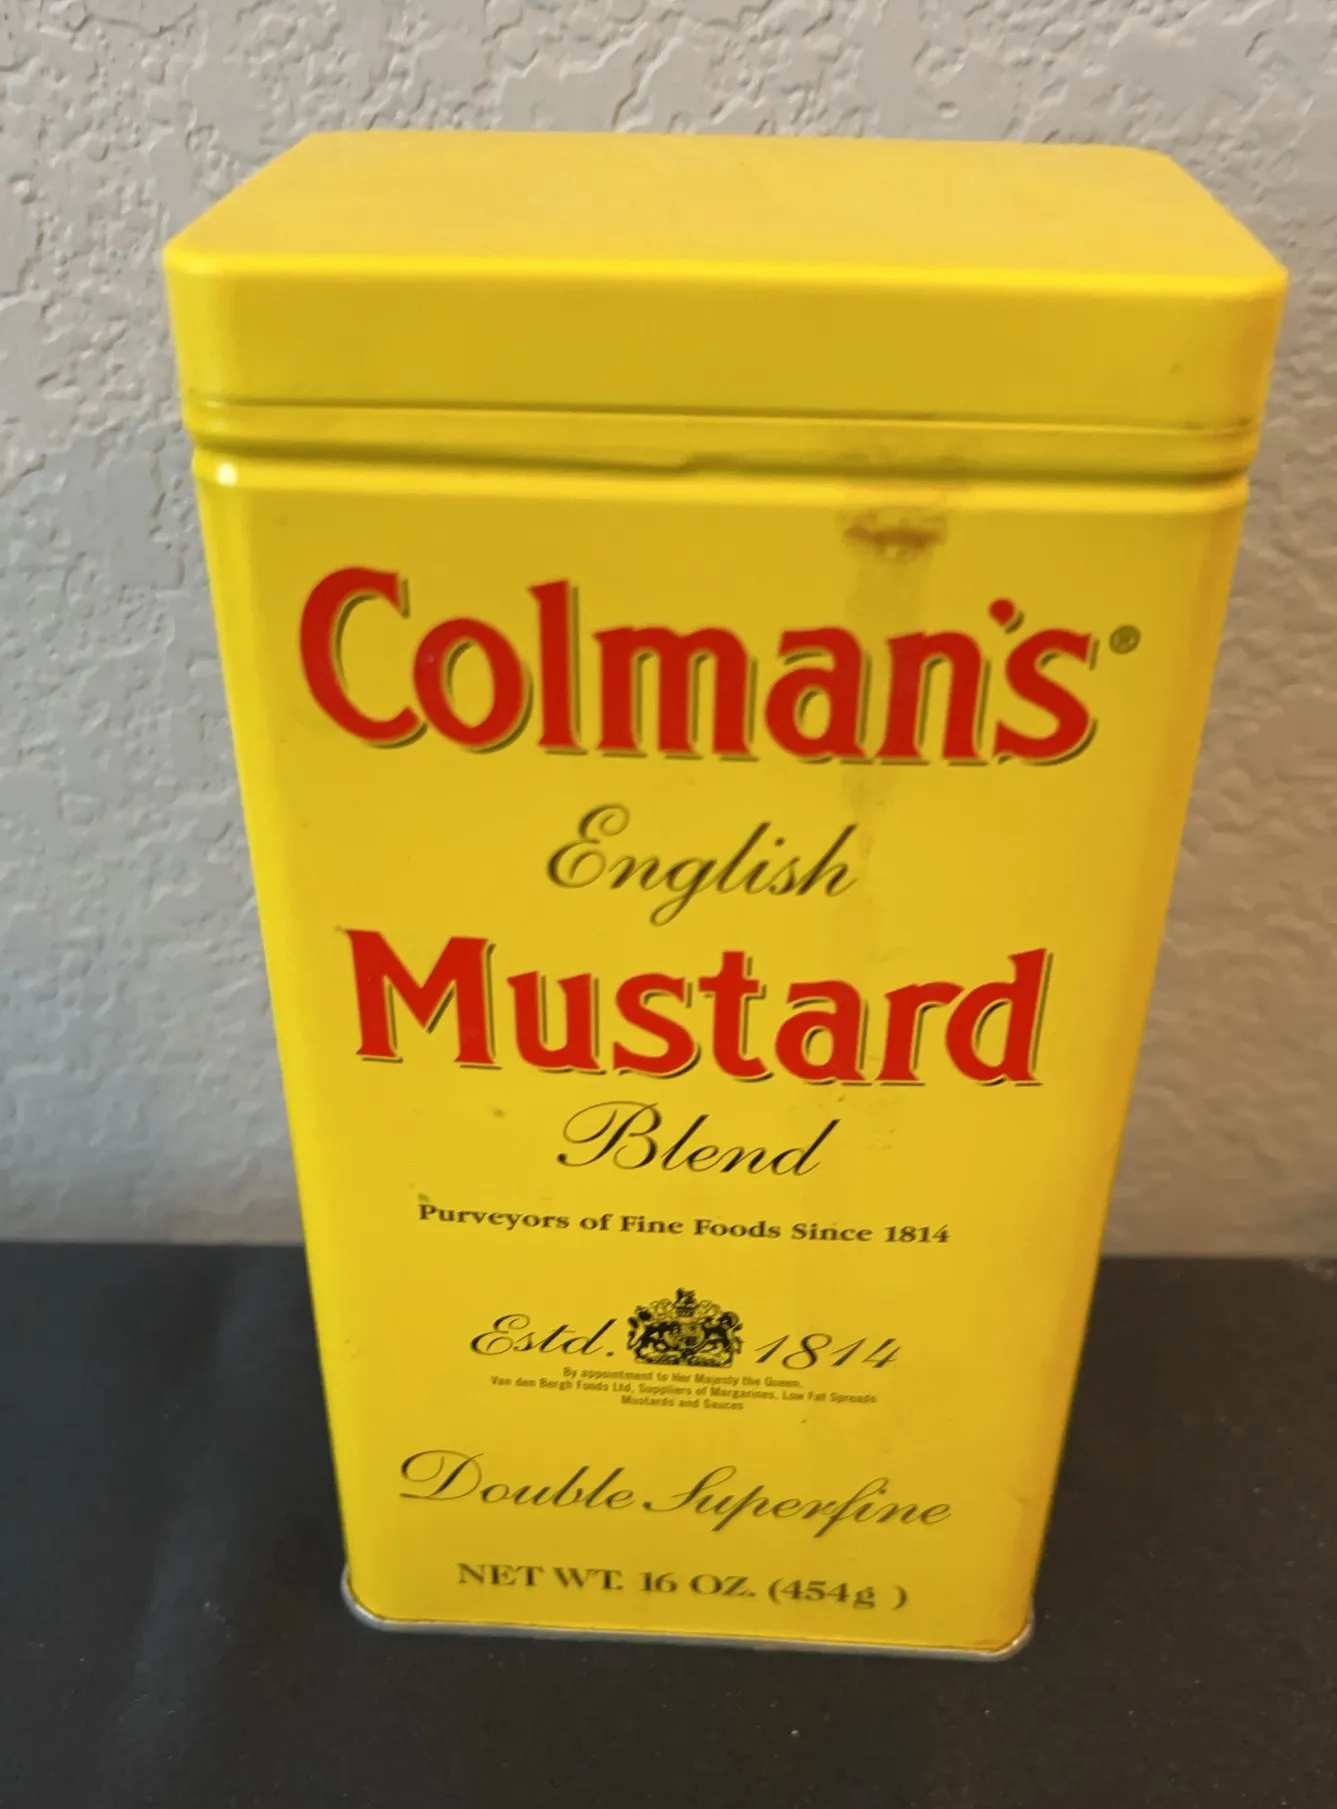 Colman's®
English
Mustard
Blend
Purveyors of Fine Foods Since 1814
Estd. 1814
By appointment to Her Majesty the Queen,
Van den Bergh Foods Ltd, Suppliers of Margarines, Low Fat Spreads
Mustards and Sauces
Double Superfine
NET WT. 16 OZ. (454g )